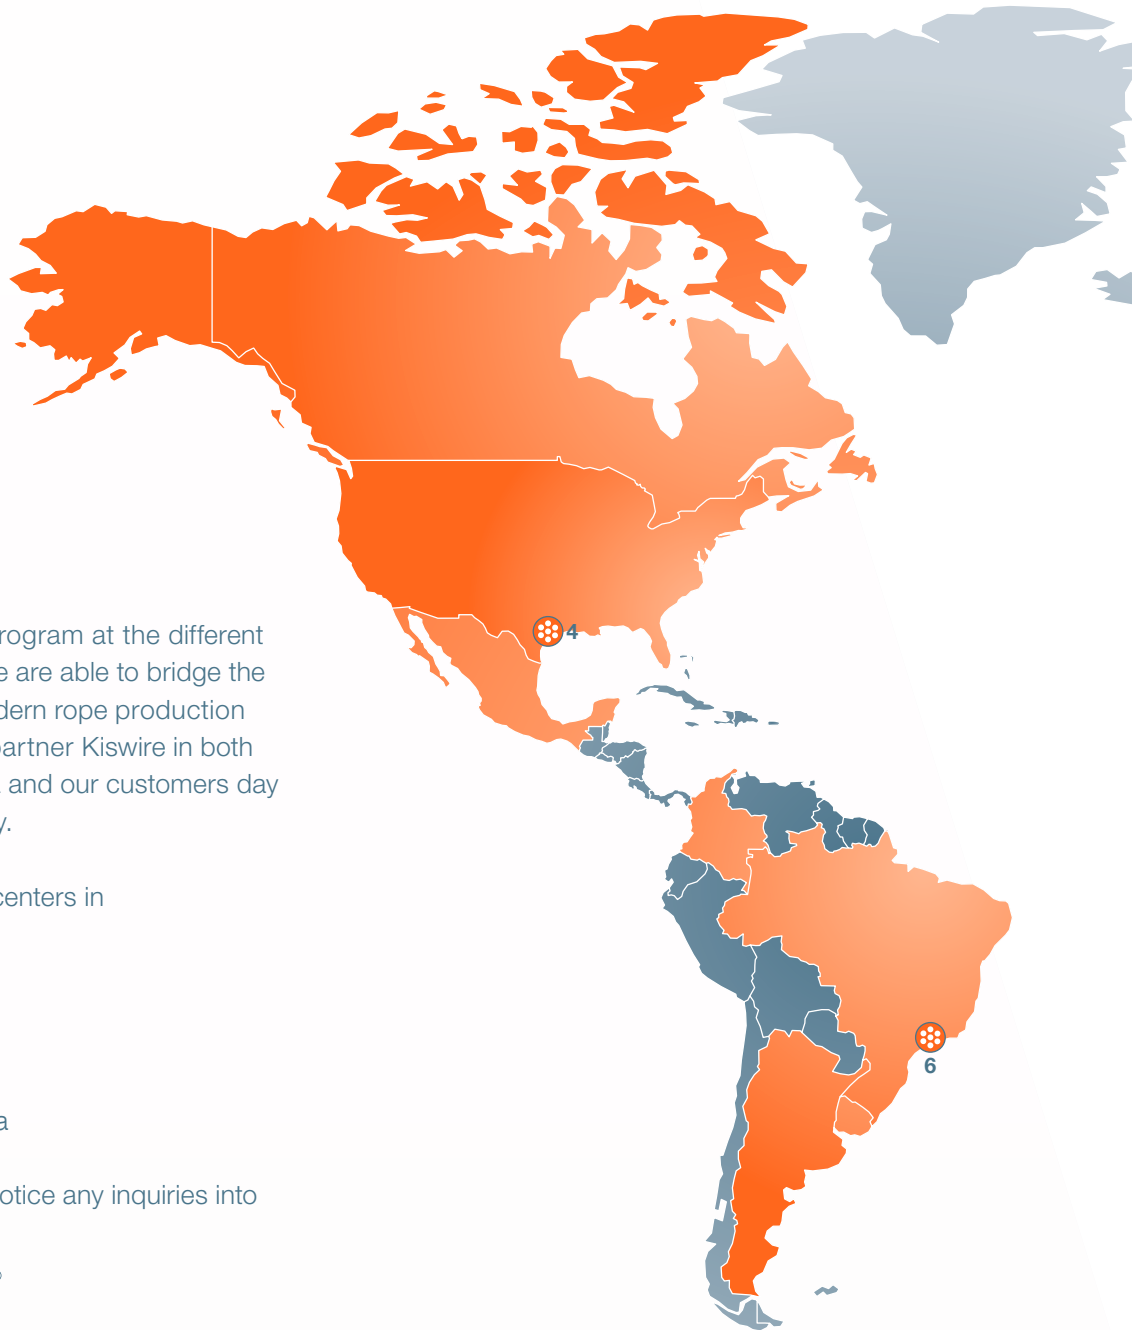 rogram at the different
e are able to bridge the
dern rope production
artner Kiswire in both
and our customers day
y.
centers in
a
otice any inquiries into
4
6